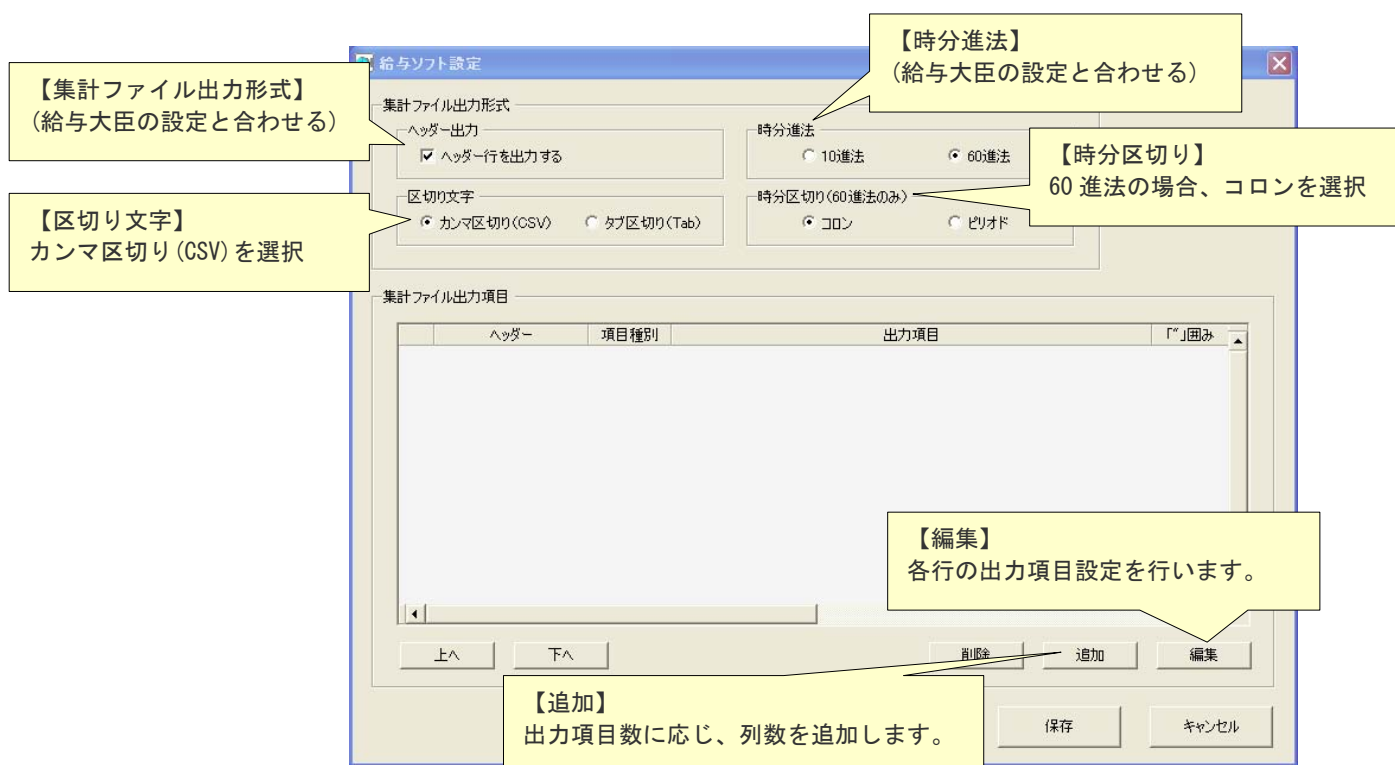 【時分進法】
(給与大臣の設定と合わせる)
給与ソフト設定
【集計ファイル出力形式】
(給与大臣の設定と合わせる)
集計ファイル出力形式
ヘッダー出力
ヘッダー行を出力する
時分進法
10進法
60進法
【時分区切り】
60 進法の場合、コロンを選択
【区切り文字】
カンマ区切り(CSV)を選択
区切り文字
カンマ区切り(CSV)
タブ区切り(Tab)
時分区切り(60進法のみ)
コロン
ピリオド
集計ファイル出力項目
ヘッダー
項目種別
出力項目
「"」囲み
【編集】
各行の出力項目設定を行います。
上へ
下へ
削除
追加
編集
【追加】
出力項目数に応じ、列数を追加します。
保存
キャンセル